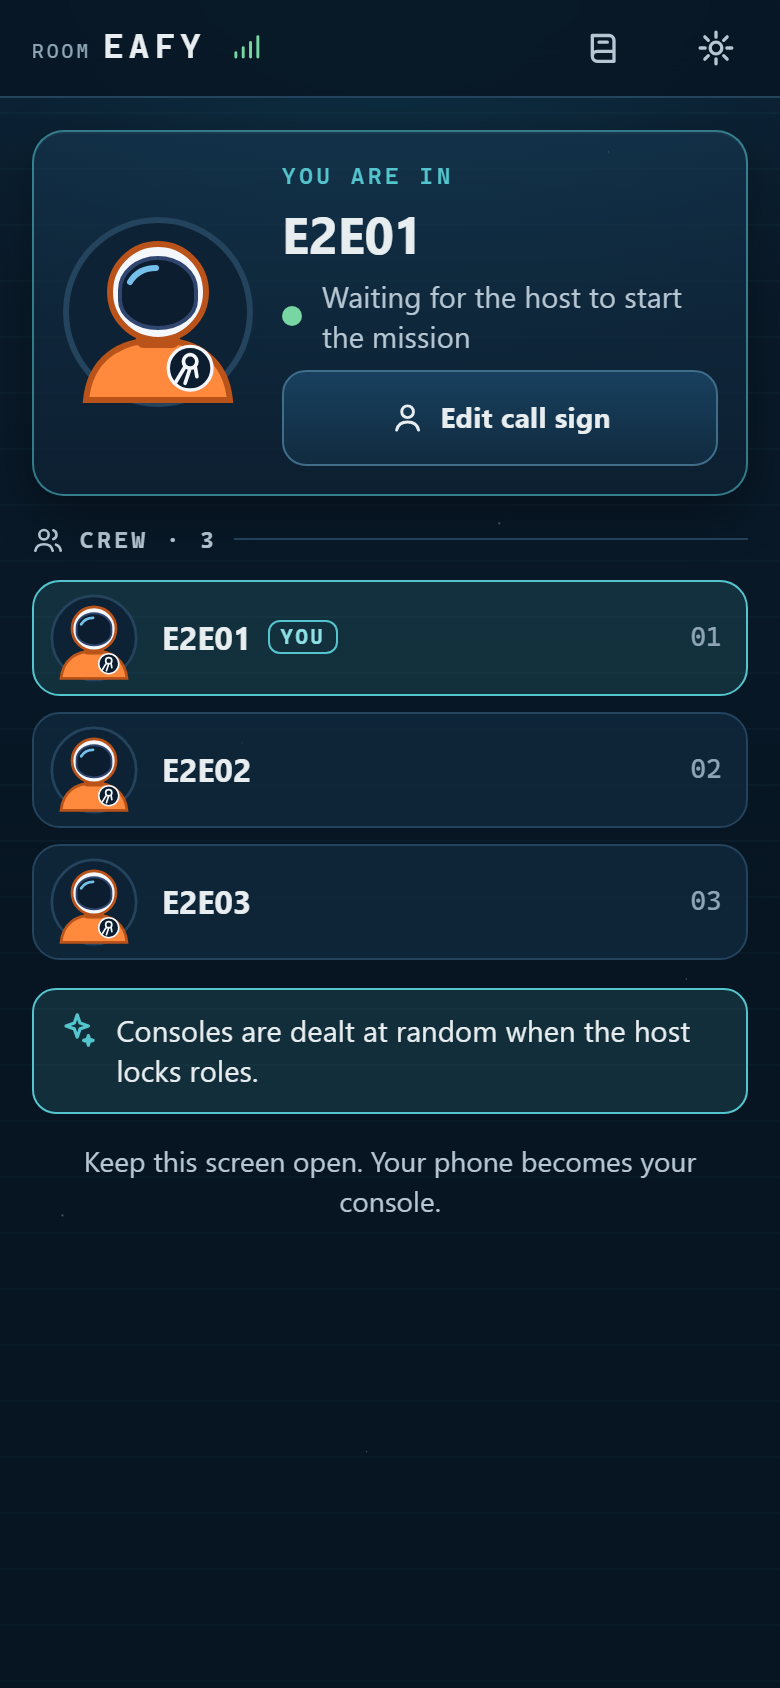 ROOM EAFY
YOU ARE IN
E2E01
Waiting for the host to start
the mission
Edit call sign
CREW · 3
E2E01 YOU 01
E2E02 02
E2E03 03
Consoles are dealt at random when the host
locks roles.
Keep this screen open. Your phone becomes your
console.